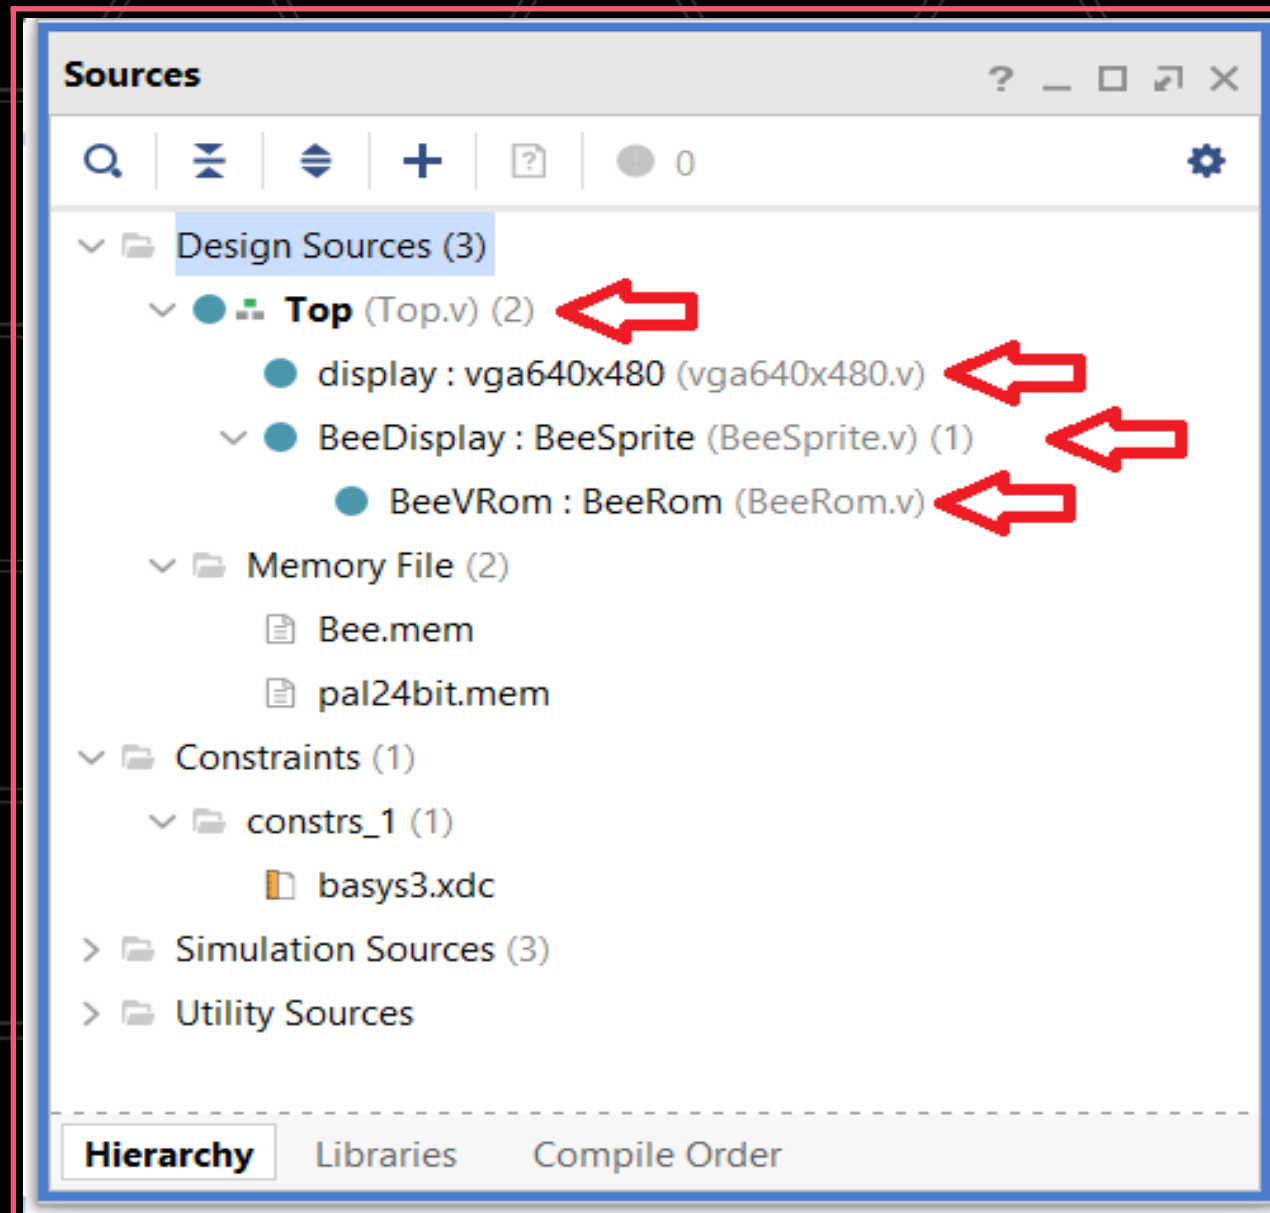 Sources
0
Design Sources (3)
Top (Top.v) (2)
display : vga640x480 (vga640x480.v)
BeeDisplay : BeeSprite (BeeSprite.v) (1)
BeeVRom : BeeRom (BeeRom.v)
Memory File (2)
Bee.mem
pal24bit.mem
Constraints (1)
constrs_1 (1)
basys3.xdc
Simulation Sources (3)
Utility Sources
Hierarchy Libraries Compile Order